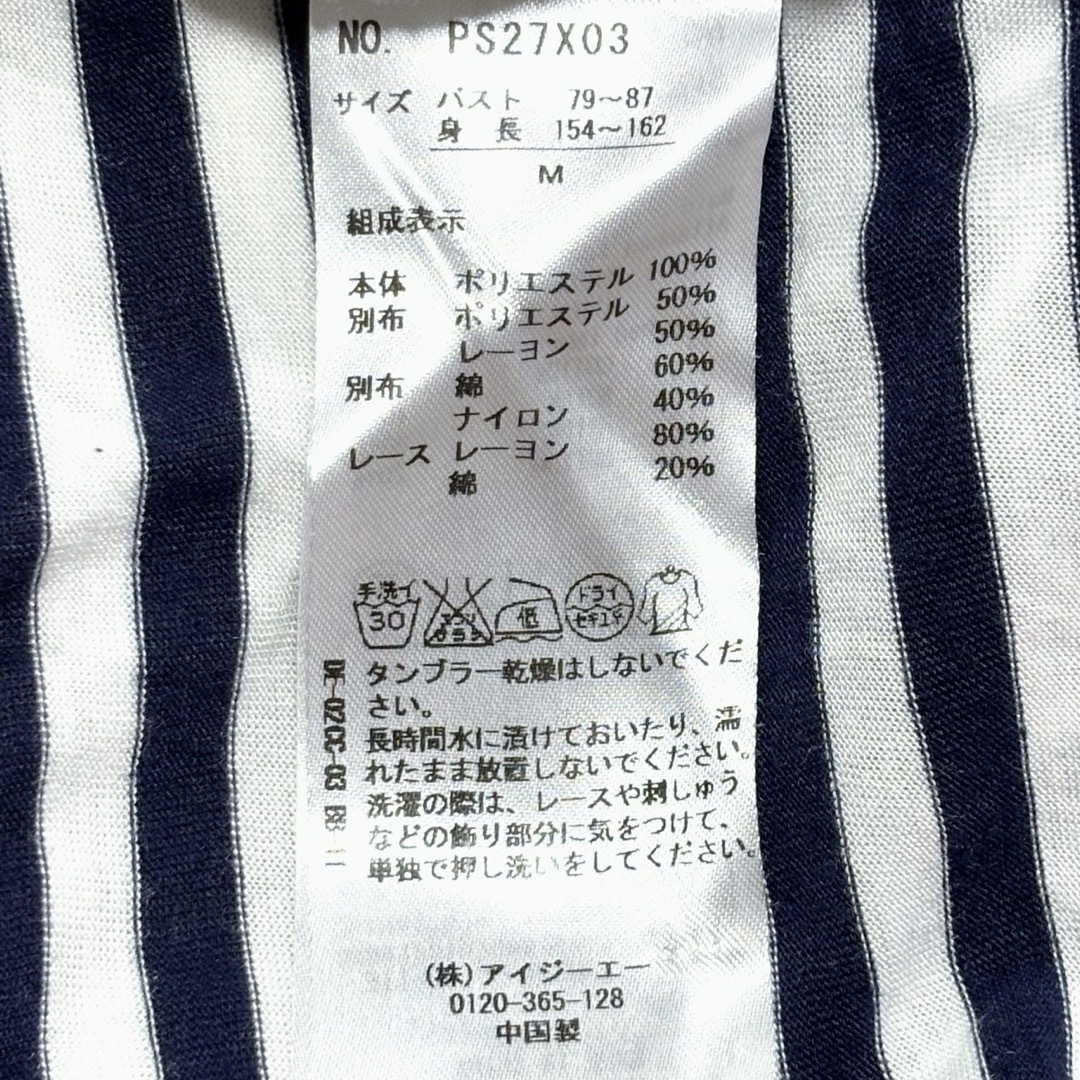 NO. PS27X03
サイズ バスト 79～87
身 長 154～162
M
組成表示
本体 ポリエステル 100%
別布 ポリエステル 50%
レーヨン 50%
別布 綿 60%
ナイロン 40%
レース レーヨン 80%
綿 20%
手洗イ
30
エンソ
サラシ
低
ドライ
セキユ系
タンブラー乾燥はしないでくだ
さい。
長時間水に漬けておいたり、濡
れたまま放置しないでください。
洗濯の際は、レースや刺しゅう
などの飾り部分に気をつけて、
単独で押し洗いをしてください。
(株)アイジーエー
0120-365-128
中国製